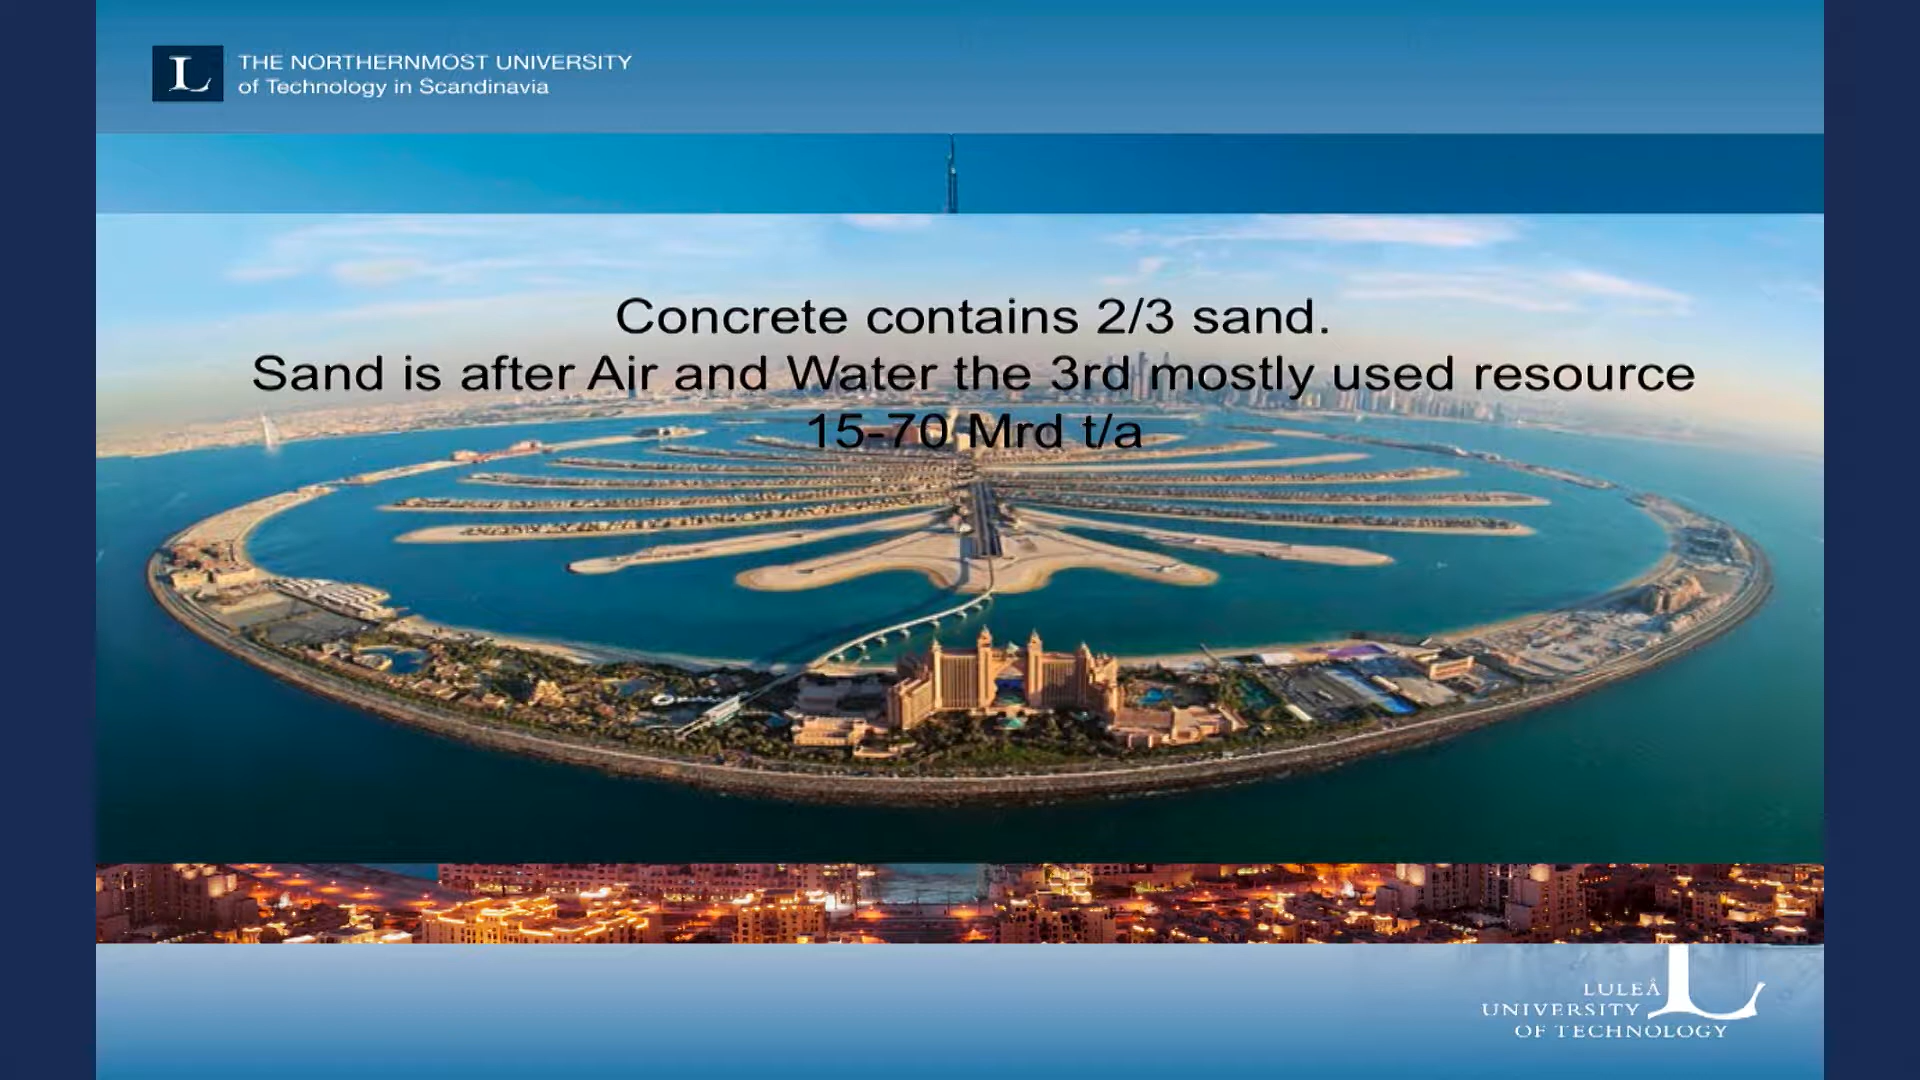 THE NORTHERNMOST UNIVERSITY
of Technology in Scandinavia
Concrete contains 2/3 sand.
Sand is after Air and Water the 3rd mostly used resource
15-70 Mrd t/a
LULEÅ
UNIVERSITY
OF TECHNOLOGY